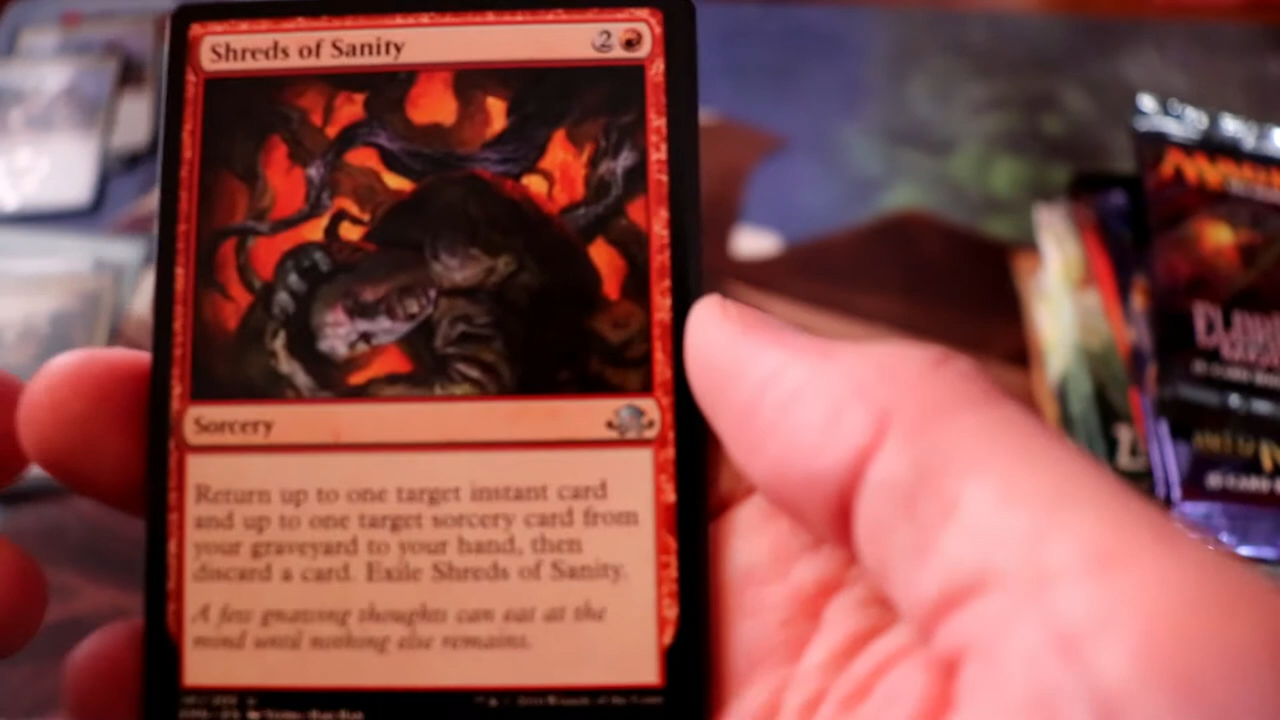 Shreds of Sanity 2
Sorcery
Return up to one target instant card
and up to one target sorcery card from
your graveyard to your hand, then
discard a card. Exile Shreds of Sanity.
A few gnawing thoughts can eat at the
mind until nothing else remains.